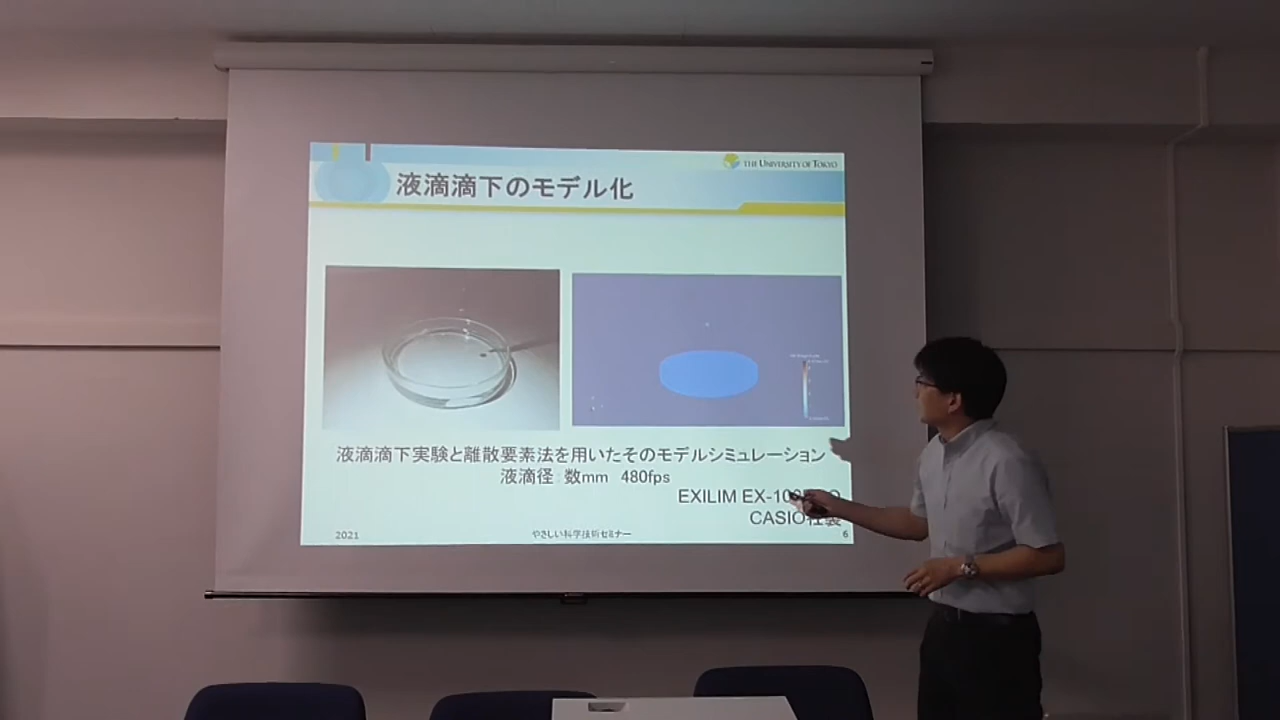 THE UNIVERSITY OF TOKYO
液滴滴下のモデル化
液滴滴下実験と離散要素法を用いたそのモデルシミュレーション
液滴径 数mm 480fps
EXILIM
CASIO社製
2021
やさしい科学技術セミナー
6